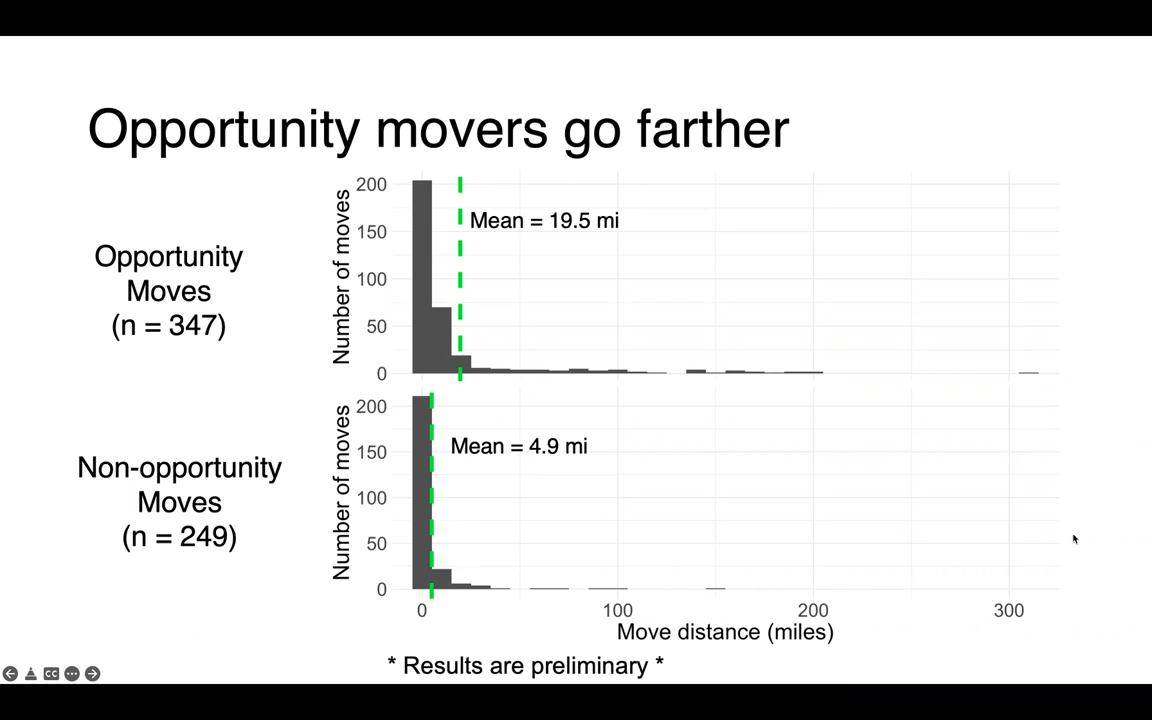 Opportunity movers go farther
Opportunity
Moves
(n = 347)
Number of moves
200
150
100
50
0
Mean = 19.5 mi
Non-opportunity
Moves
(n = 249)
Number of moves
200
150
100
50
0
Mean = 4.9 mi
0 100 200 300
Move distance (miles)
* Results are preliminary *
CC